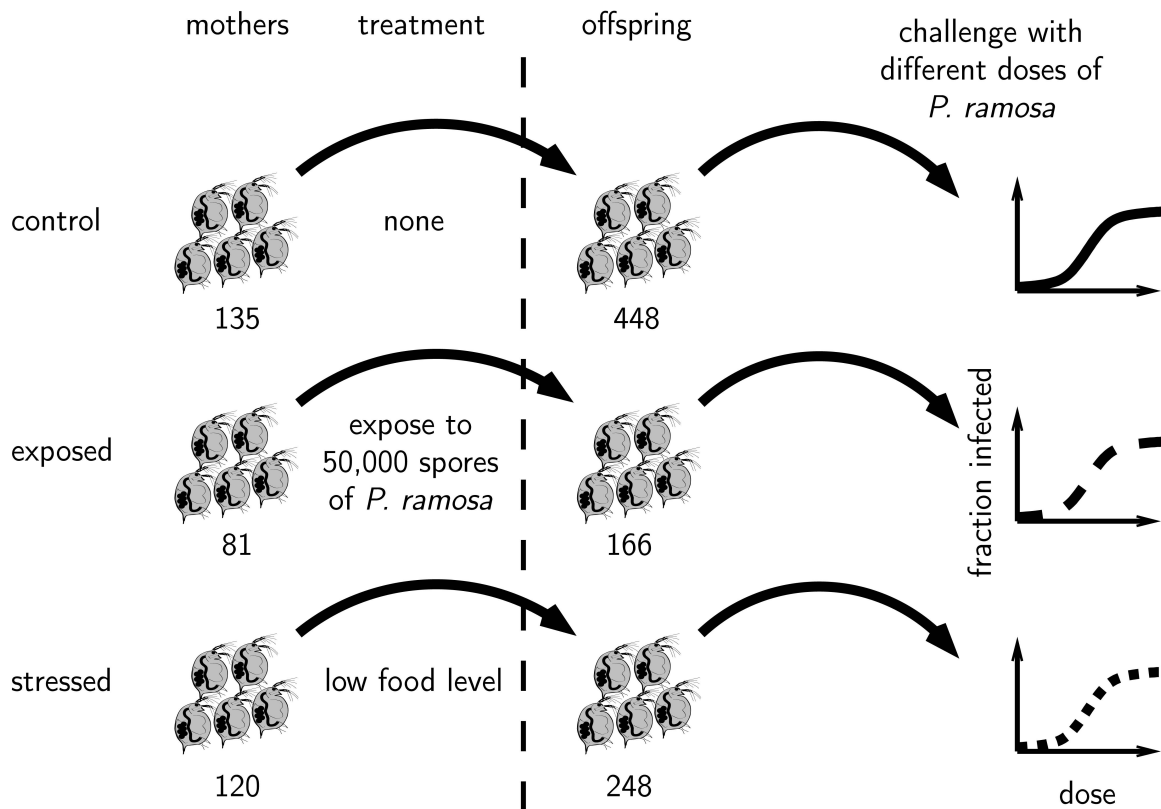 mothers
treatment
offspring
challenge with
different doses of
P. ramosa
control
none
135
448
exposed
expose to
50,000 spores
of P. ramosa
81
166
fraction infected
stressed
low food level
120
248
dose